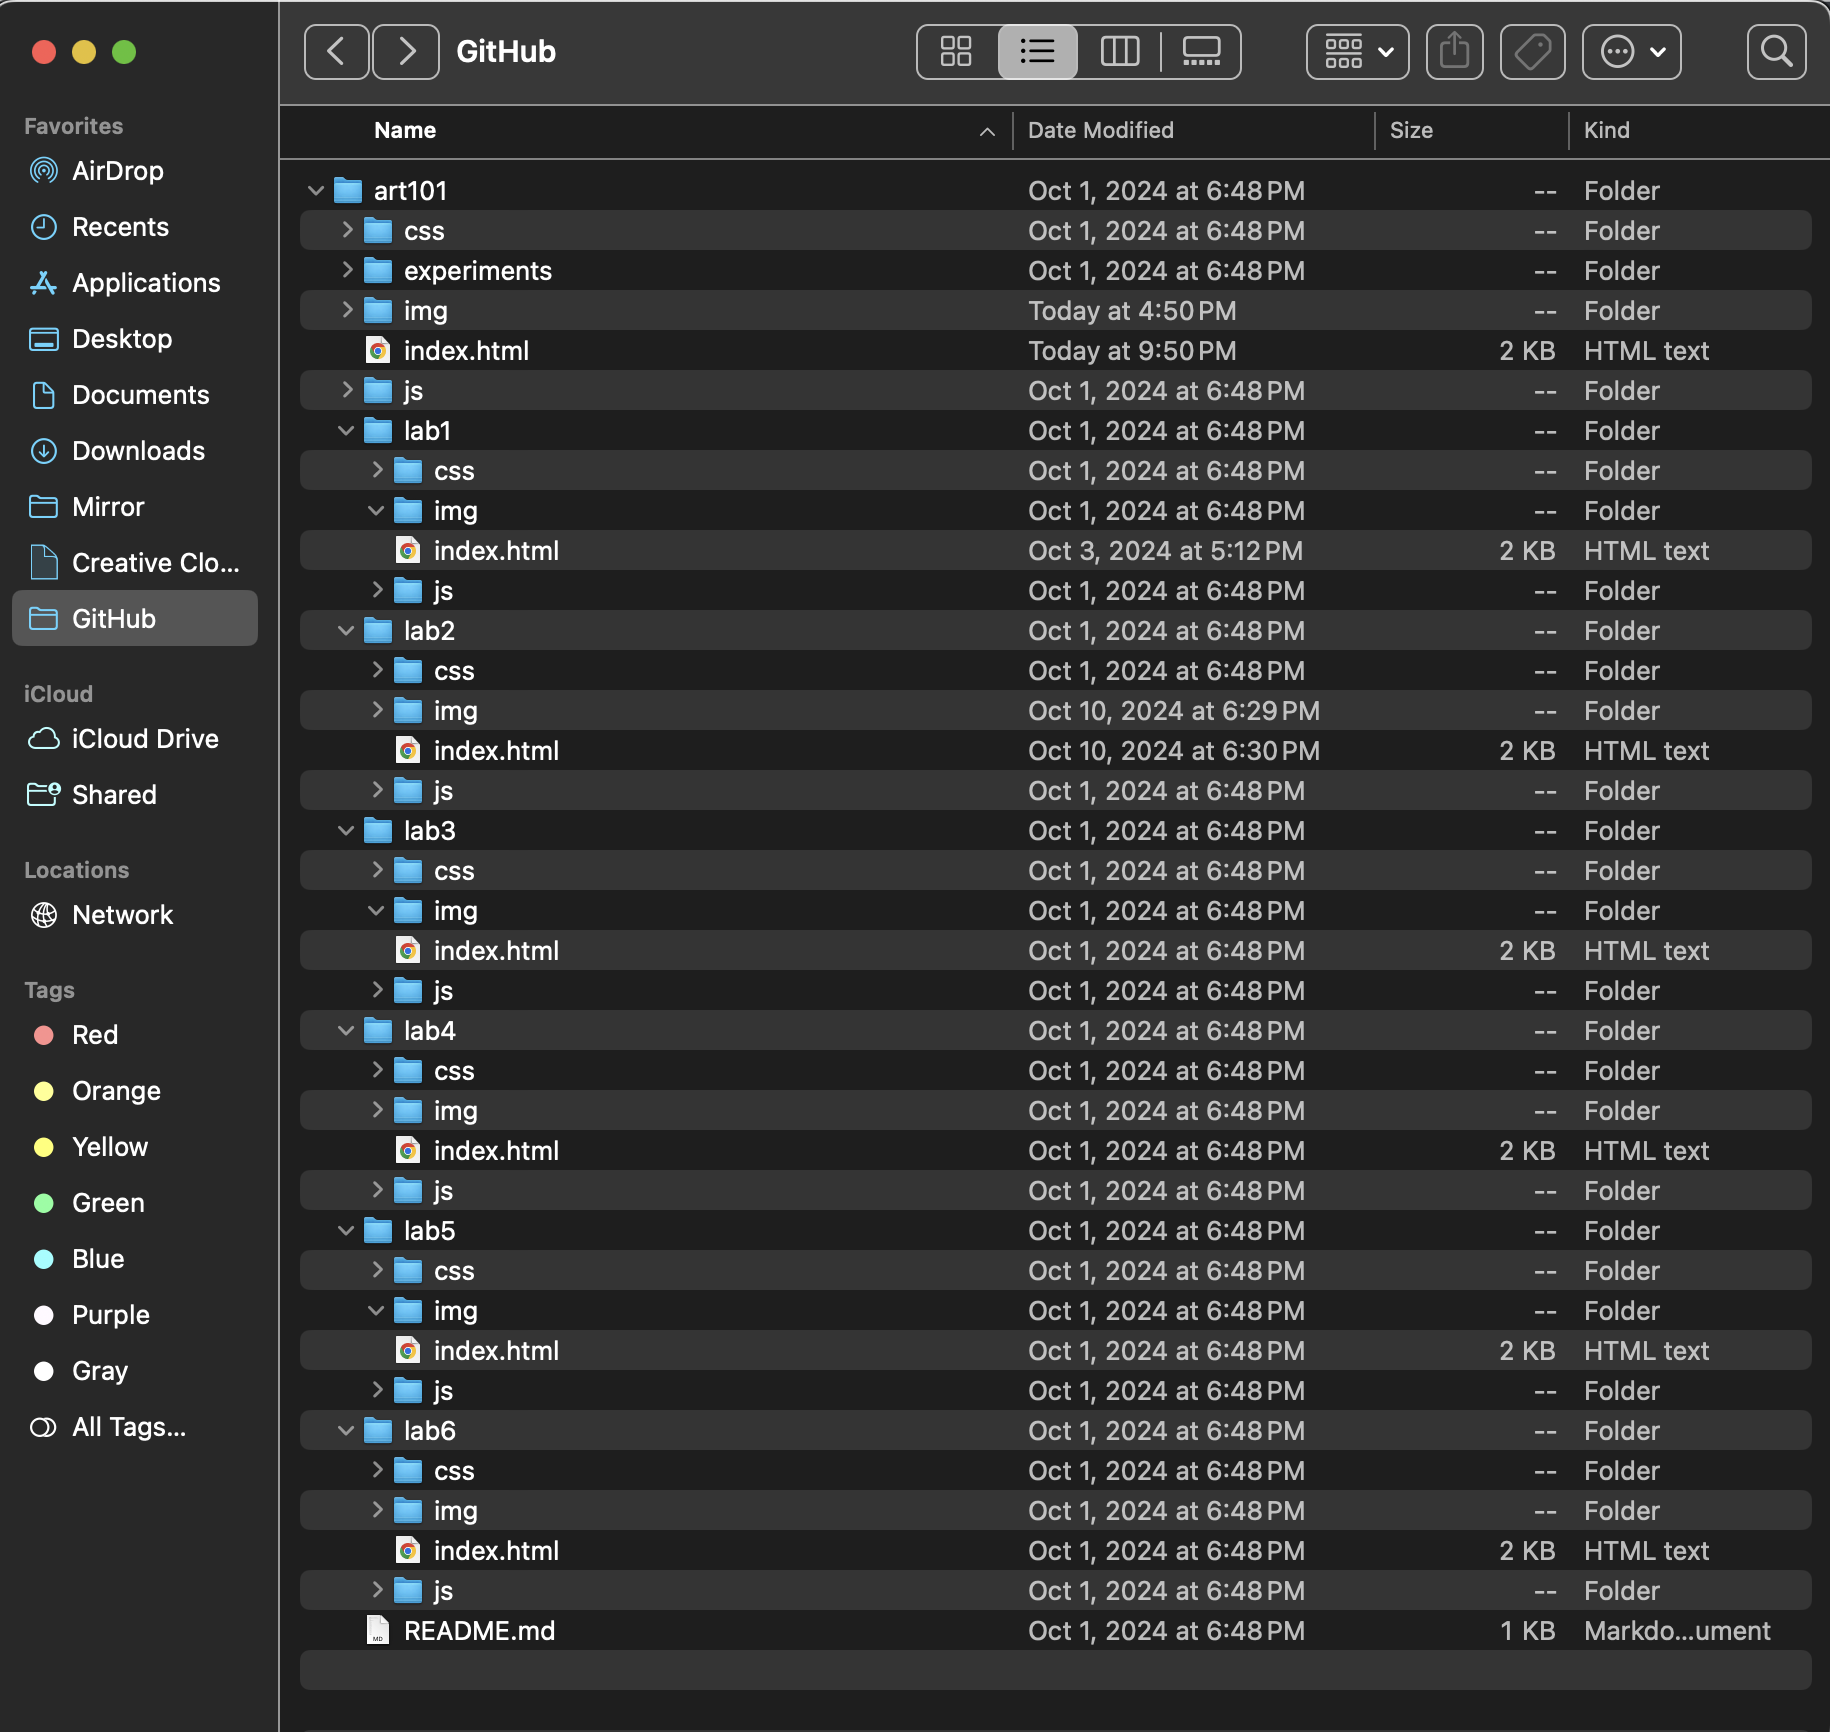 GitHub
Favorites
AirDrop
Recents
Applications
Desktop
Documents
Downloads
Mirror
Creative Clo...
GitHub
iCloud
iCloud Drive
Shared
Locations
Network
Tags
Red
Orange
Yellow
Green
Blue
Purple
Gray
All Tags...
Name Date Modified Size Kind
art101 Oct 1, 2024 at 6:48 PM -- Folder
css Oct 1, 2024 at 6:48 PM -- Folder
experiments Oct 1, 2024 at 6:48 PM -- Folder
img Today at 4:50 PM -- Folder
index.html Today at 9:50 PM 2 KB HTML text
js Oct 1, 2024 at 6:48 PM -- Folder
lab1 Oct 1, 2024 at 6:48 PM -- Folder
css Oct 1, 2024 at 6:48 PM -- Folder
img Oct 1, 2024 at 6:48 PM -- Folder
index.html Oct 3, 2024 at 5:12 PM 2 KB HTML text
js Oct 1, 2024 at 6:48 PM -- Folder
lab2 Oct 1, 2024 at 6:48 PM -- Folder
css Oct 1, 2024 at 6:48 PM -- Folder
img Oct 10, 2024 at 6:29 PM -- Folder
index.html Oct 10, 2024 at 6:30 PM 2 KB HTML text
js Oct 1, 2024 at 6:48 PM -- Folder
lab3 Oct 1, 2024 at 6:48 PM -- Folder
css Oct 1, 2024 at 6:48 PM -- Folder
img Oct 1, 2024 at 6:48 PM -- Folder
index.html Oct 1, 2024 at 6:48 PM 2 KB HTML text
js Oct 1, 2024 at 6:48 PM -- Folder
lab4 Oct 1, 2024 at 6:48 PM -- Folder
css Oct 1, 2024 at 6:48 PM -- Folder
img Oct 1, 2024 at 6:48 PM -- Folder
index.html Oct 1, 2024 at 6:48 PM 2 KB HTML text
js Oct 1, 2024 at 6:48 PM -- Folder
lab5 Oct 1, 2024 at 6:48 PM -- Folder
css Oct 1, 2024 at 6:48 PM -- Folder
img Oct 1, 2024 at 6:48 PM -- Folder
index.html Oct 1, 2024 at 6:48 PM 2 KB HTML text
js Oct 1, 2024 at 6:48 PM -- Folder
lab6 Oct 1, 2024 at 6:48 PM -- Folder
css Oct 1, 2024 at 6:48 PM -- Folder
img Oct 1, 2024 at 6:48 PM -- Folder
index.html Oct 1, 2024 at 6:48 PM 2 KB HTML text
js Oct 1, 2024 at 6:48 PM -- Folder
MD README.md Oct 1, 2024 at 6:48 PM 1 KB Markdo...ument